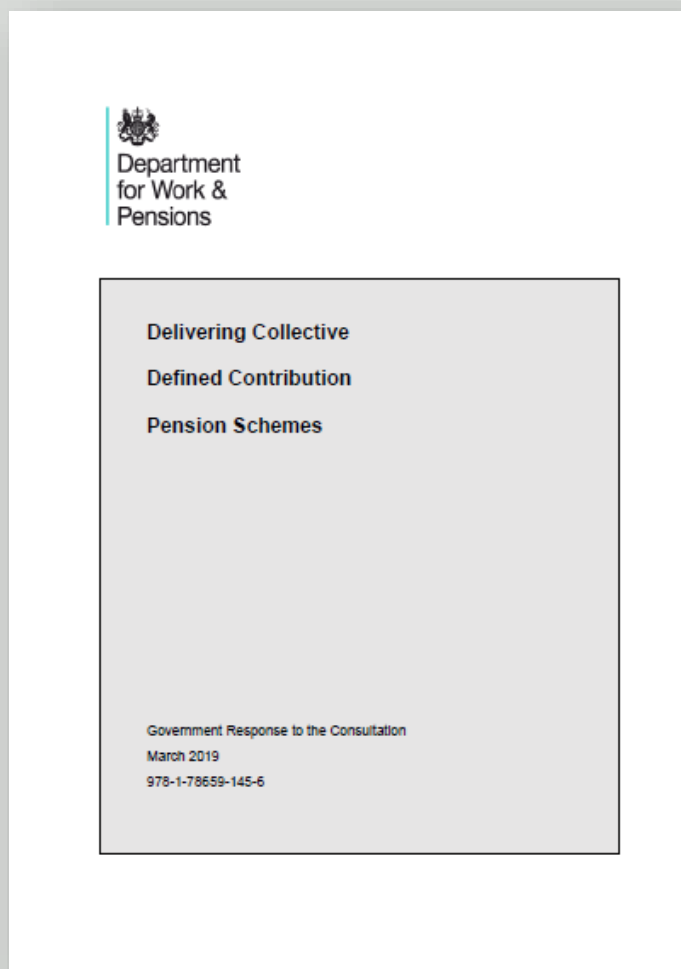 Department
for Work &
Pensions
Delivering Collective
Defined Contribution
Pension Schemes
Government Response to the Consultation
March 2019
978-1-78659-145-6